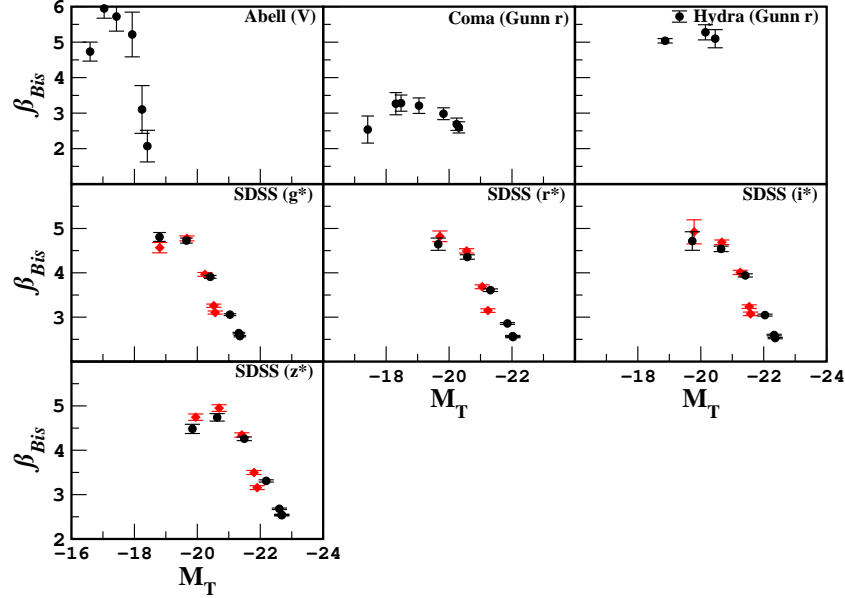 Abell (V)
Coma (Gunn r)
Hydra (Gunn r)
6
5
4
3
2
β_Bis
SDSS (g*)
SDSS (r*)
SDSS (i*)
5
4
3
β_Bis
−18 −20 −22
M_T
−18 −20 −22 −24
M_T
SDSS (z*)
5
4
3
2
β_Bis
−16 −18 −20 −22 −24
M_T